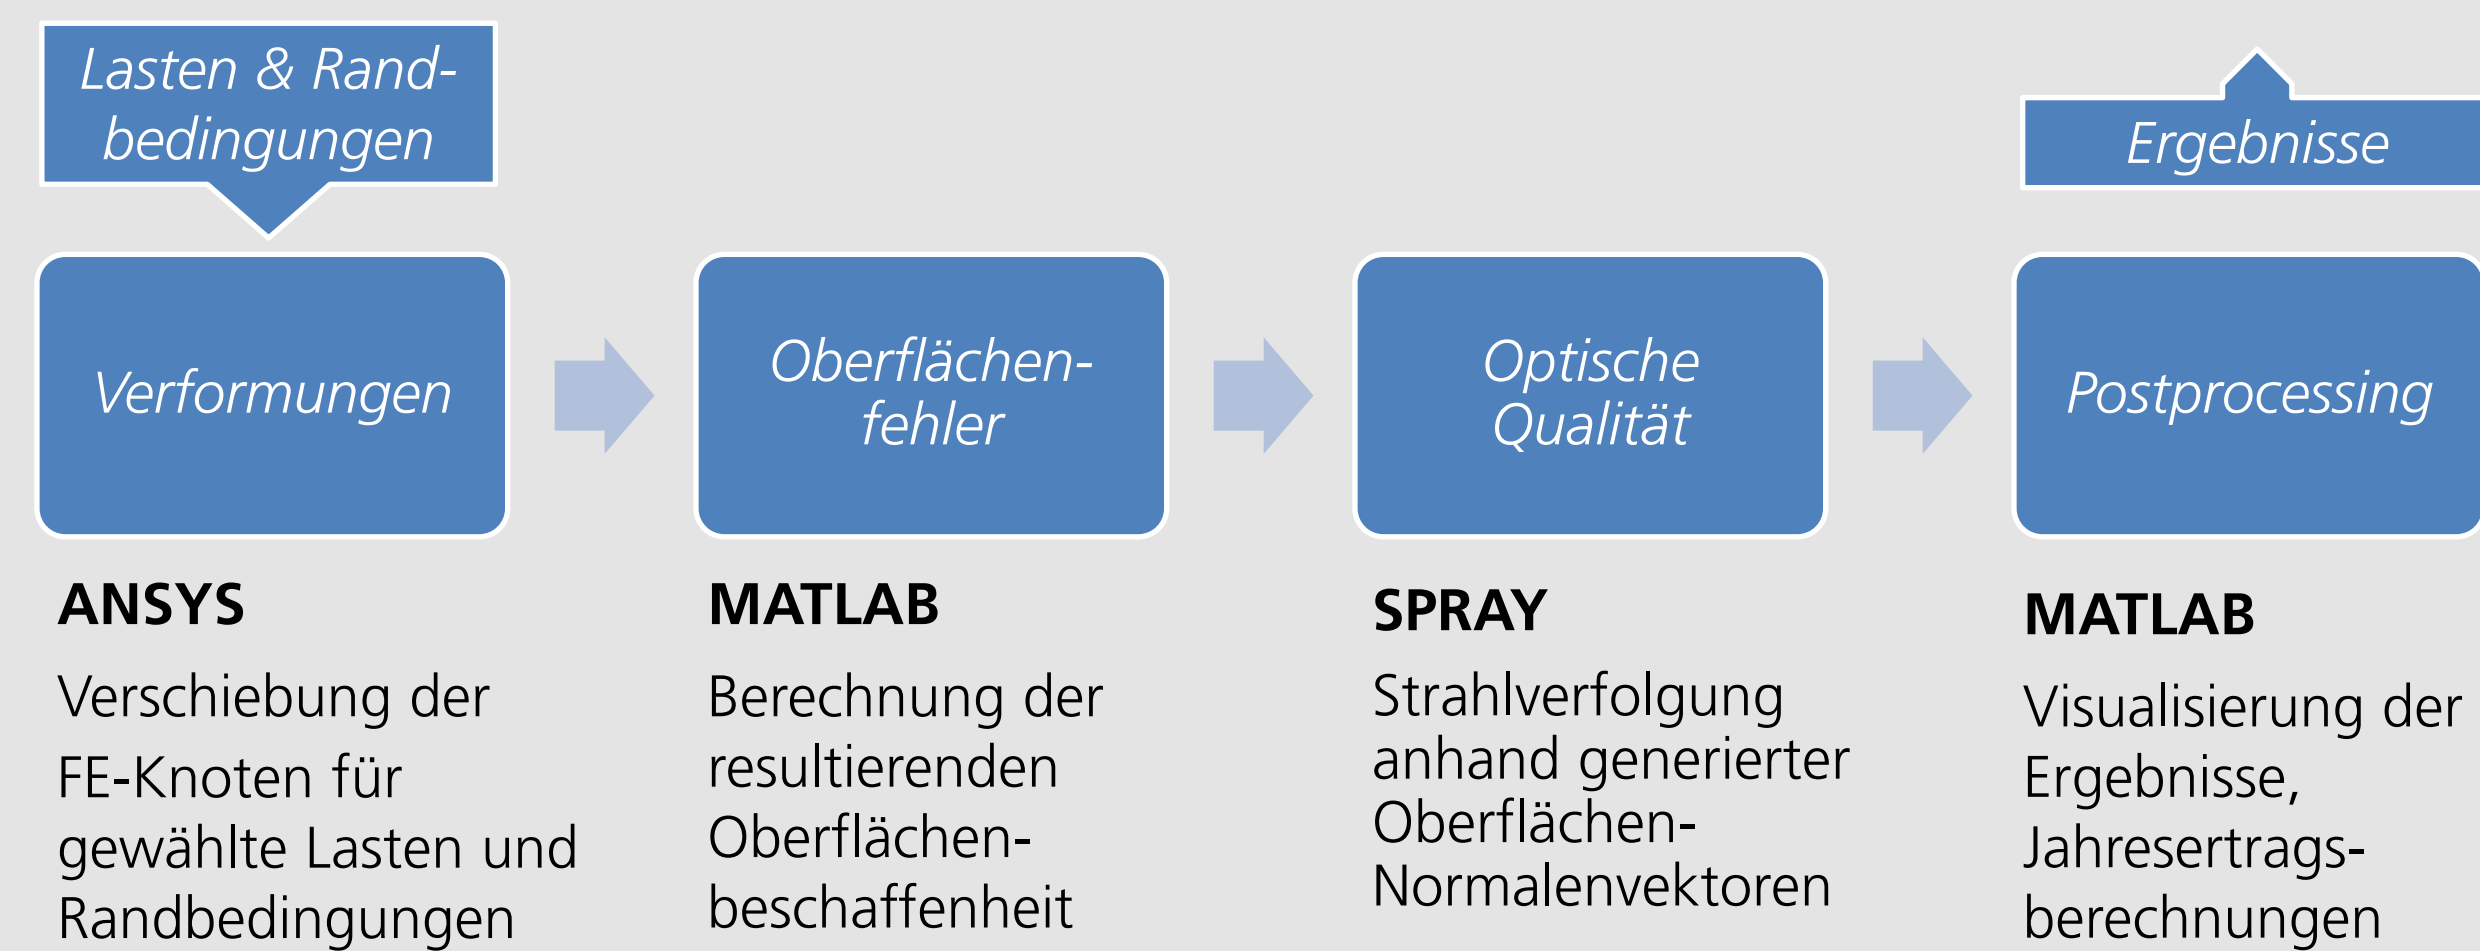 Lasten & Rand-
bedingungen
Ergebnisse
Verformungen
Oberflächen-
fehler
Optische
Qualität
Postprocessing
ANSYS
Verschiebung der
FE-Knoten für
gewählte Lasten und
Randbedingungen
MATLAB
Berechnung der
resultierenden
Oberflächen-
beschaffenheit
SPRAY
Strahlverfolgung
anhand generierter
Oberflächen-
Normalenvektoren
MATLAB
Visualisierung der
Ergebnisse,
Jahresertrags-
berechnungen